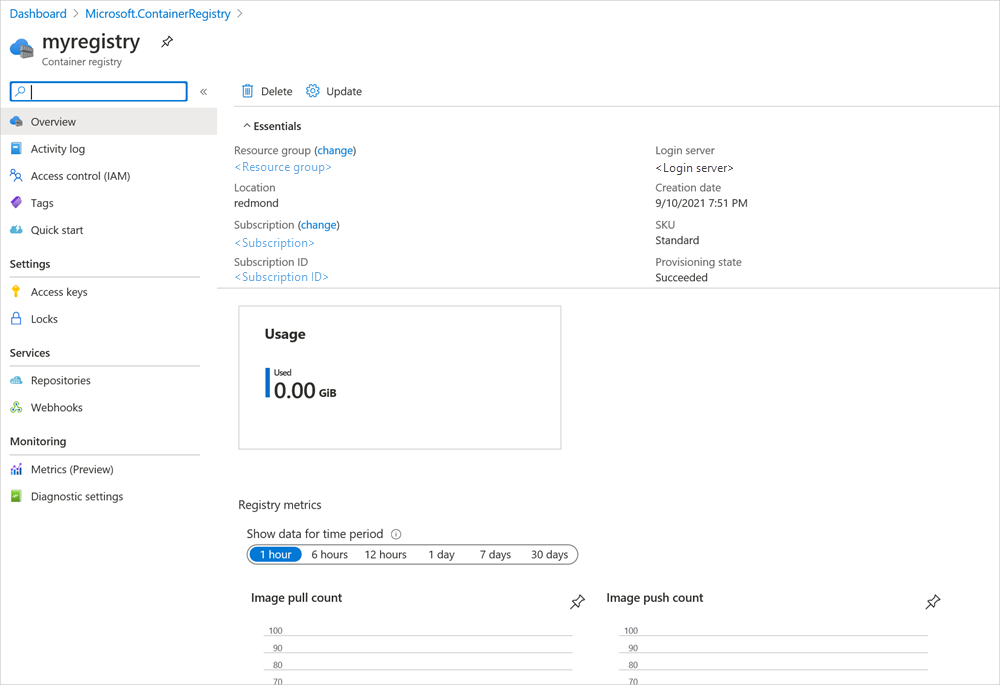 Dashboard > Microsoft.ContainerRegistry >
myregistry
Container registry
«
Delete Update
Overview
Activity log
Access control (IAM)
Tags
Quick start
Settings
Access keys
Locks
Services
Repositories
Webhooks
Monitoring
Metrics (Preview)
Diagnostic settings
Essentials
Resource group (change)
<Resource group>
Location
redmond
Subscription (change)
<Subscription>
Subscription ID
<Subscription ID>
Login server
<Login server>
Creation date
9/10/2021 7:51 PM
SKU
Standard
Provisioning state
Succeeded
Usage
Used
0.00 GiB
Registry metrics
Show data for time period
1 hour 6 hours 12 hours 1 day 7 days 30 days
Image pull count
100
90
80
70
Image push count
100
90
80
70